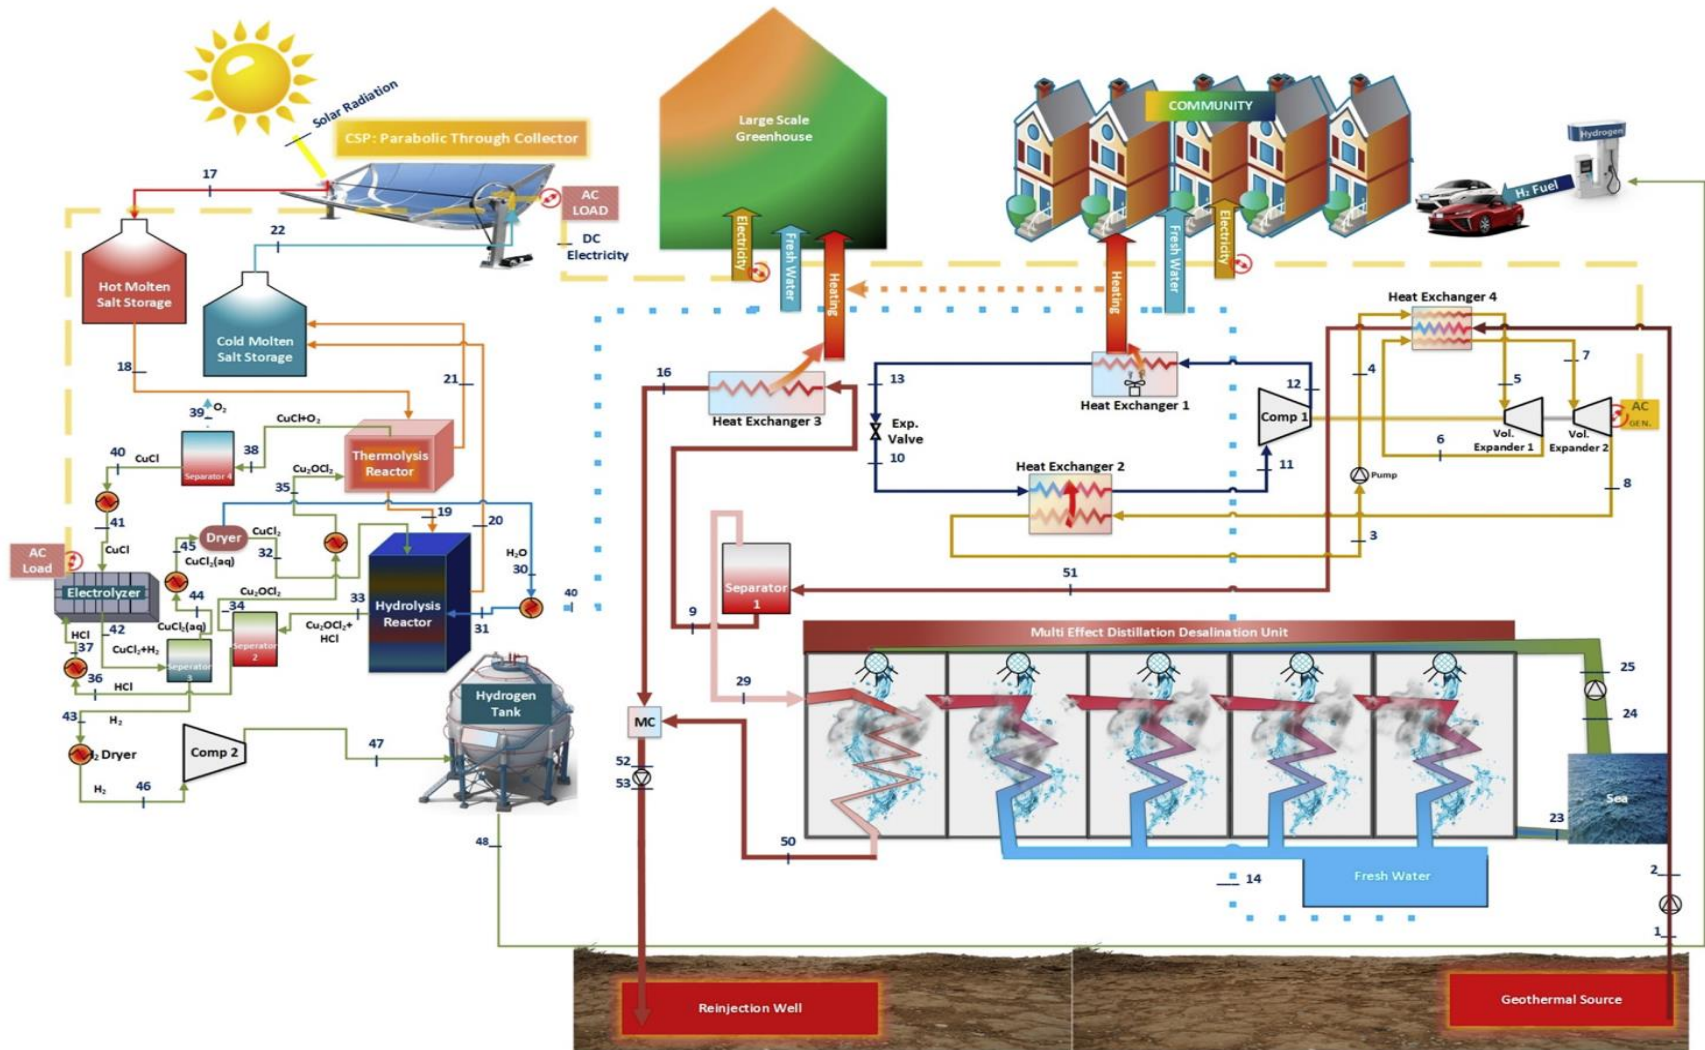 Solar Radiation
CSP: Parabolic Through Collector
17
AC
LOAD
DC
Electricity
22
Hot Molten
Salt Storage
Cold Molten
Salt Storage
18
21
Large Scale
Greenhouse
Electricity
Fresh Water
Heating
COMMUNITY
Heating
Fresh Water
Electricity
Hydrogen
H₂ Fuel
Heat Exchanger 4
4
5
7
16
Heat Exchanger 3
13
Exp.
Valve
10
Heat Exchanger 1
12
Comp 1
11
Vol.
Expander 1
Vol.
Expander 2
AC
GEN.
6
8
Pump
3
Heat Exchanger 2
39
O₂
CuCl+O₂
40
CuCl
Separator 4
38
Thermolysis
Reactor
Cu₂OCl₂
35
41
CuCl
45
Dryer
CuCl₂
32
CuCl₂(aq)
19
20
H₂O
30
40
31
AC
Load
Electrolyzer
Cu₂OCl₂
44
34
33
CuCl₂(aq)
Cu₂OCl₂+
HCl
Hydrolysis
Reactor
HCl
42
37
CuCl₂+H₂
Seperator
3
Seperator
2
36
HCl
43
H₂
H₂ Dryer
Comp 2
H₂
46
47
Hydrogen
Tank
48
Separator
1
51
9
29
Multi Effect Distillation Desalination Unit
25
24
MC
52
53
50
Sea
23
Fresh Water
14
2
1
Reinjection Well
Geothermal Source